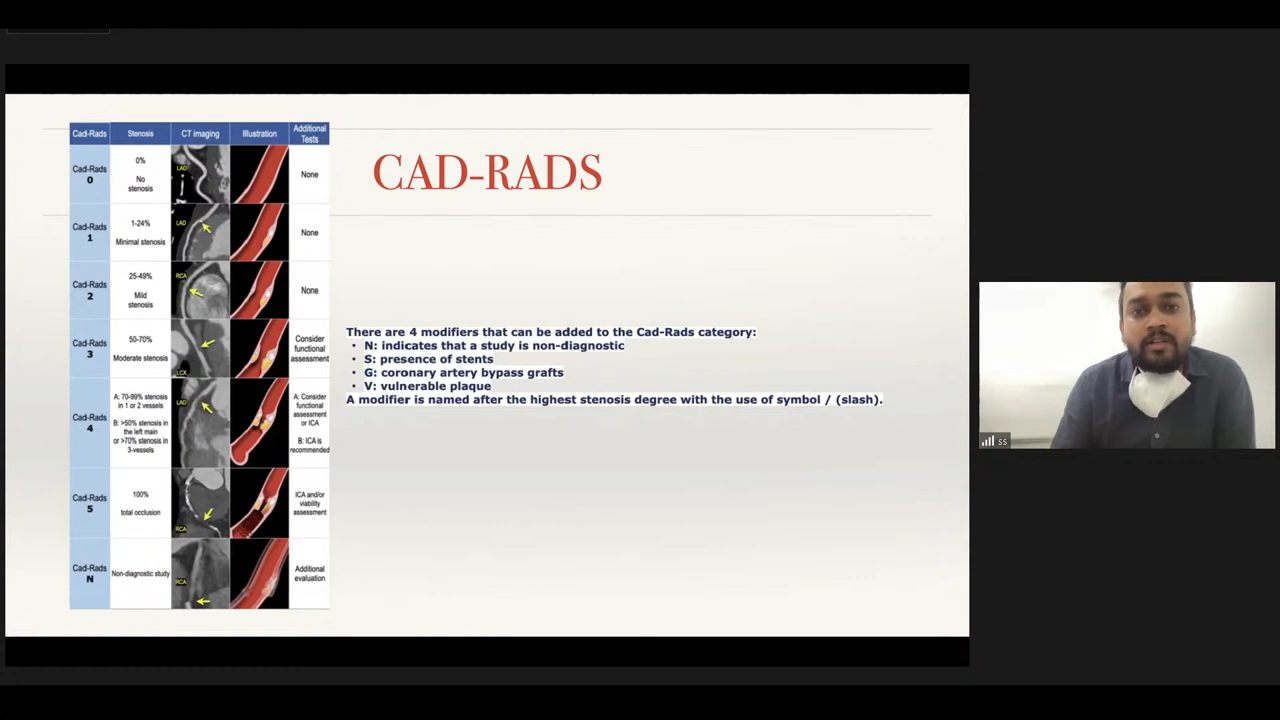 Cad-Rads
Stenosis
CT imaging
Illustration
Additional
Tests
Cad-Rads
0
0%
No
stenosis
LAD
None
Cad-Rads
1
1-24%
Minimal stenosis
LAD
None
Cad-Rads
2
25-49%
Mild
stenosis
RCA
None
Cad-Rads
3
50-70%
Moderate stenosis
LCX
Consider
functional
assessment
Cad-Rads
4
A: 70-99% stenosis
in 1 or 2 vessels
B: >50% stenosis in
the left main
or >70% stenosis in
3-vessels
LAD
A: Consider
functional
assessment
or ICA
B: ICA is
recommended
Cad-Rads
5
100%
total occlusion
RCA
ICA and/or
viability
assessment
Cad-Rads
N
Non-diagnostic study
RCA
Additional
evaluation
CAD-RADS
There are 4 modifiers that can be added to the Cad-Rads category:
• N: indicates that a study is non-diagnostic
• S: presence of stents
• G: coronary artery bypass grafts
• V: vulnerable plaque
A modifier is named after the highest stenosis degree with the use of symbol / (slash).
ss